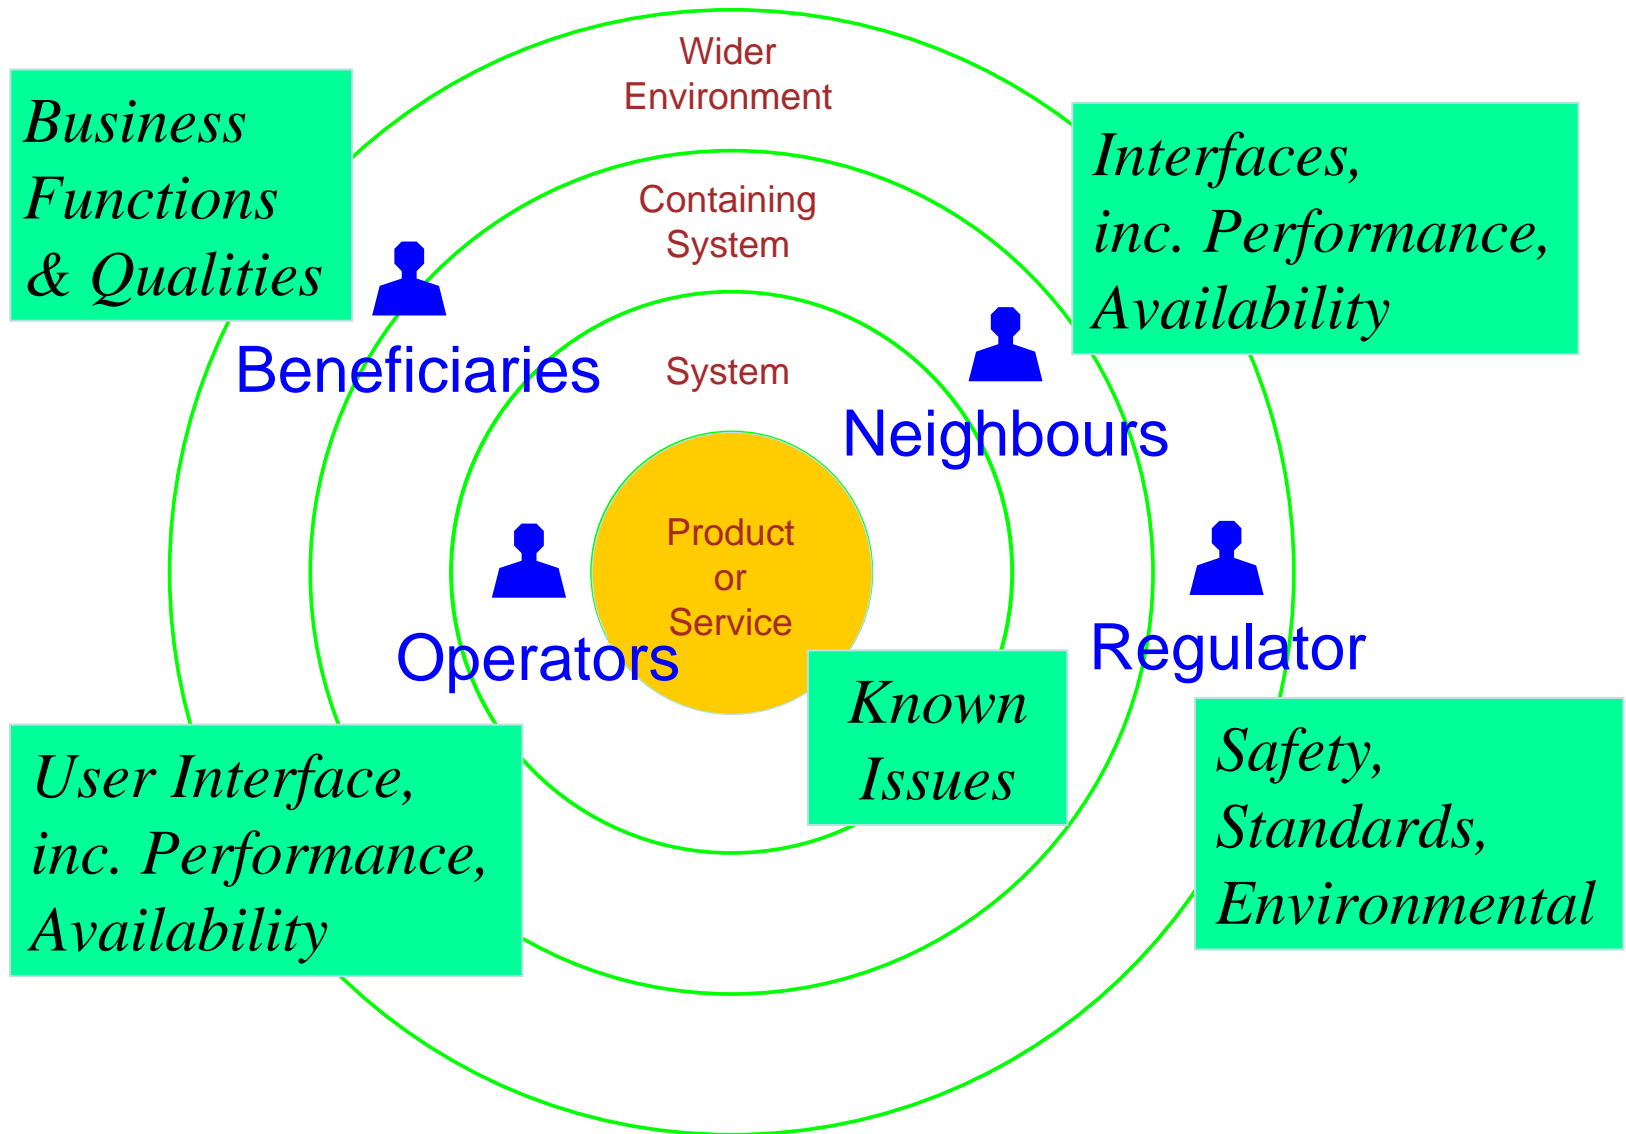 Wider
Environment
Business
Functions
& Qualities
Interfaces,
inc. Performance,
Availability
Containing
System
Beneficiaries
System
Neighbours
Product
or
Service
Operators
Regulator
Known
Issues
User Interface,
inc. Performance,
Availability
Safety,
Standards,
Environmental